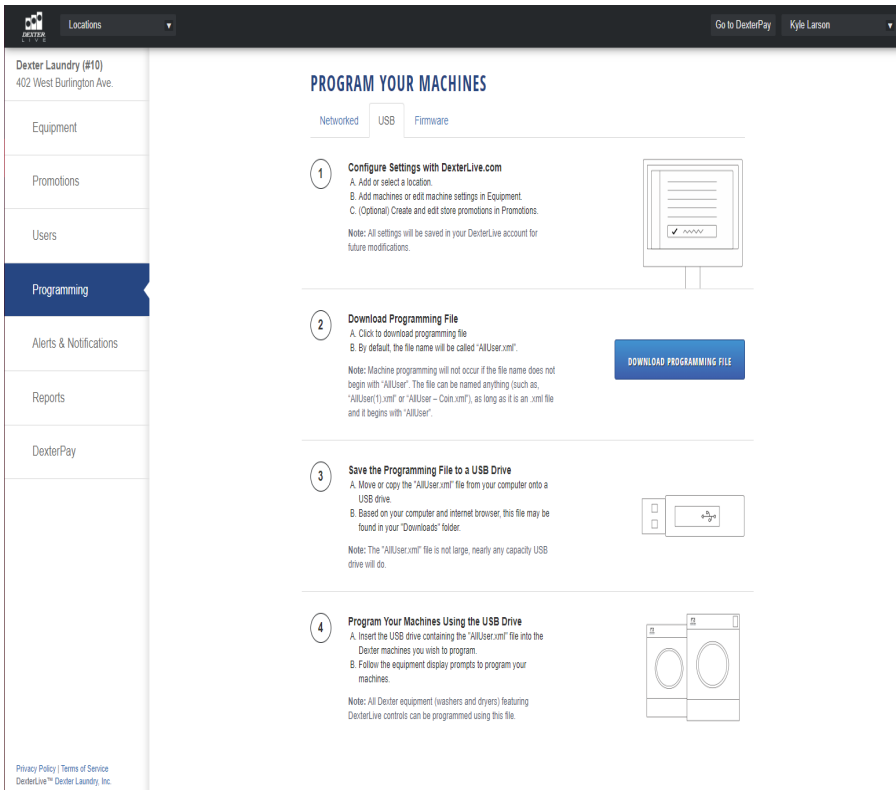 DEXTER
LIVE
Locations
Go to DexterPay
Kyle Larson
Dexter Laundry (#10)
402 West Burlington Ave.
Equipment
Promotions
Users
Programming
Alerts & Notifications
Reports
DexterPay
Privacy Policy | Terms of Service
DexterLive™ Dexter Laundry, Inc.
PROGRAM YOUR MACHINES
Networked
USB
Firmware
1
Configure Settings with DexterLive.com
A. Add or select a location.
B. Add machines or edit machine settings in Equipment.
C. (Optional) Create and edit store promotions in Promotions.
Note: All settings will be saved in your DexterLive account for
future modifications.
2
Download Programming File
A. Click to download programming file
B. By default, the file name will be called “AllUser.xml”.
Note: Machine programming will not occur if the file name does not
begin with “AllUser”. The file can be named anything (such as,
“AllUser(1).xml” or “AllUser – Coin.xml”), as long as it is an .xml file
and it begins with “AllUser”.
DOWNLOAD PROGRAMMING FILE
3
Save the Programming File to a USB Drive
A. Move or copy the "AllUser.xml" file from your computer onto a
USB drive.
B. Based on your computer and internet browser, this file may be
found in your "Downloads" folder.
Note: The "AllUser.xml" file is not large, nearly any capacity USB
drive will do.
4
Program Your Machines Using the USB Drive
A. Insert the USB drive containing the "AllUser.xml" file into the
Dexter machines you wish to program.
B. Follow the equipment display prompts to program your
machines.
Note: All Dexter equipment (washers and dryers) featuring
DexterLive controls can be programmed using this file.